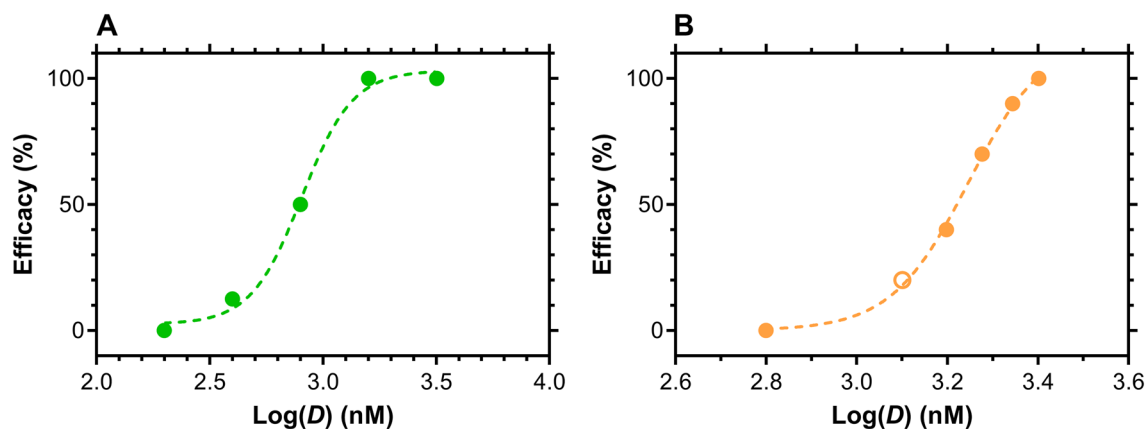 A
Efficacy (%)
100
50
0
2.0 2.5 3.0 3.5 4.0
Log(D) (nM)
B
Efficacy (%)
100
50
0
2.6 2.8 3.0 3.2 3.4 3.6
Log(D) (nM)